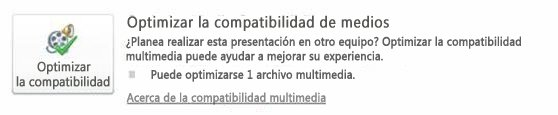 Optimizar la compatibilidad de medios
¿Planea realizar esta presentación en otro equipo? Optimizar la compatibilidad
multimedia puede ayudar a mejorar su experiencia.
Puede optimizarse 1 archivo multimedia.
Acerca de la compatibilidad multimedia
Optimizar
la compatibilidad